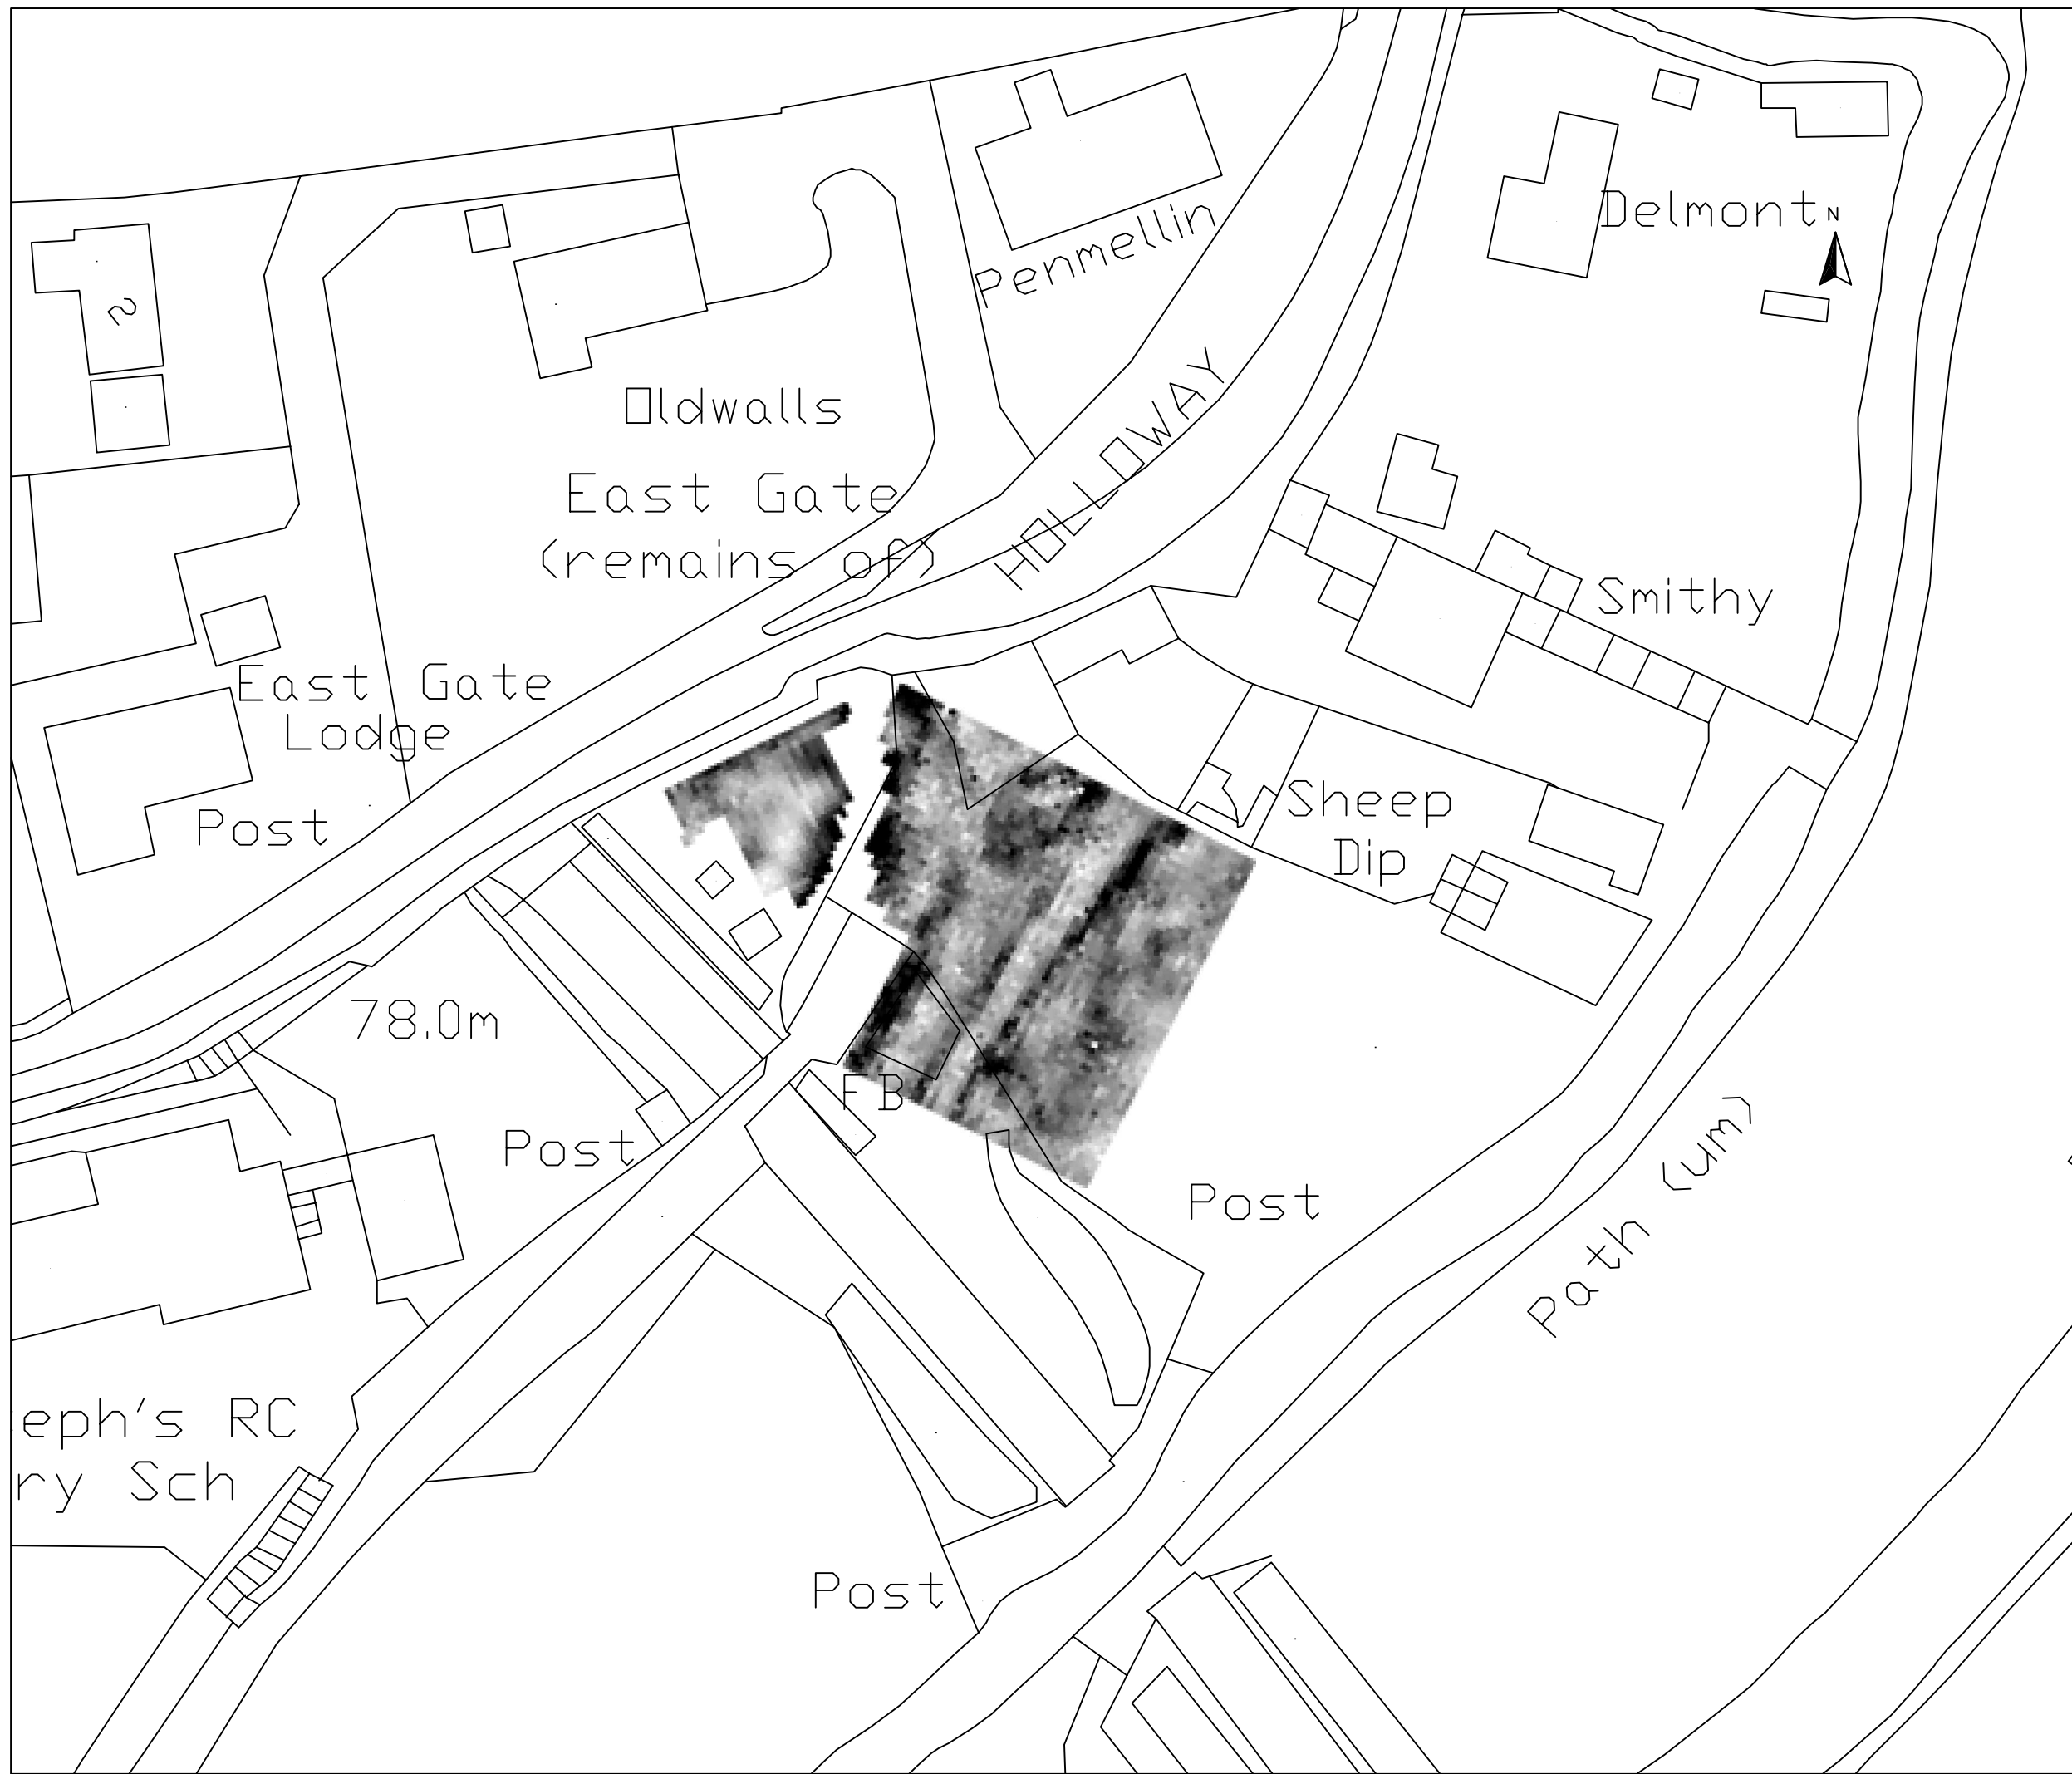 Delmont
N
Penmellin
2
Oldwalls
HOLLOWAY
East Gate
(remains of)
Smithy
East Gate
Lodge
Sheep
Dip
Post
78.0m
FB
Post
Post
Path (um)
eph's RC
ry Sch
Post